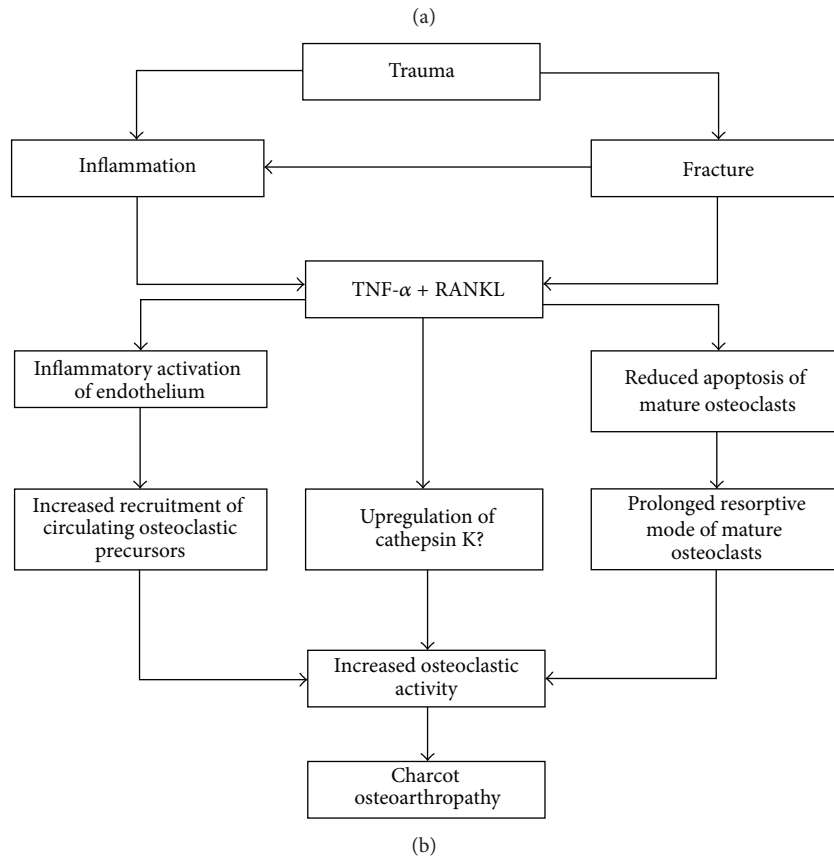 (a)
Trauma
Inflammation
Fracture
TNF-α + RANKL
Inflammatory activation
of endothelium
Reduced apoptosis of
mature osteoclasts
Increased recruitment of
circulating osteoclastic
precursors
Upregulation of
cathepsin K?
Prolonged resorptive
mode of mature
osteoclasts
Increased osteoclastic
activity
Charcot
osteoarthropathy
(b)